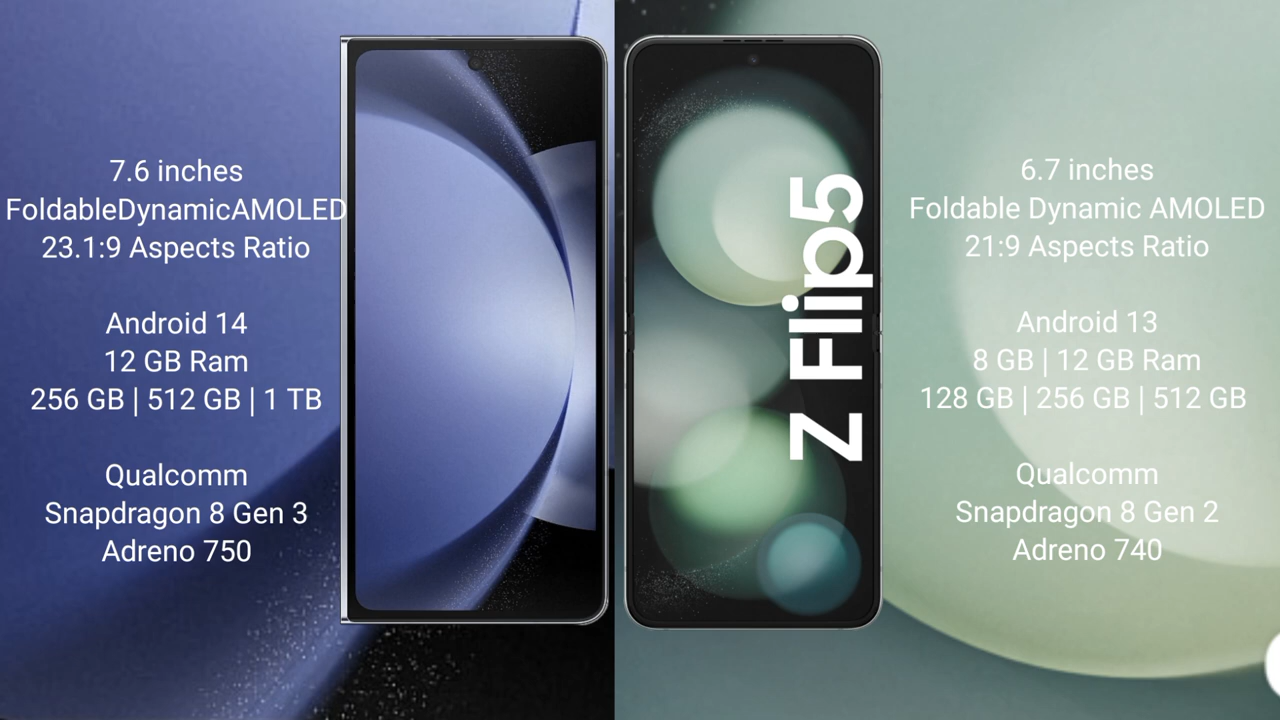 7.6 inches
FoldableDynamicAMOLED
23.1:9 Aspects Ratio
Android 14
12 GB Ram
256 GB | 512 GB | 1 TB
Qualcomm
Snapdragon 8 Gen 3
Adreno 750
Z Flip5
6.7 inches
Foldable Dynamic AMOLED
21:9 Aspects Ratio
Android 13
8 GB | 12 GB Ram
128 GB | 256 GB | 512 GB
Qualcomm
Snapdragon 8 Gen 2
Adreno 740